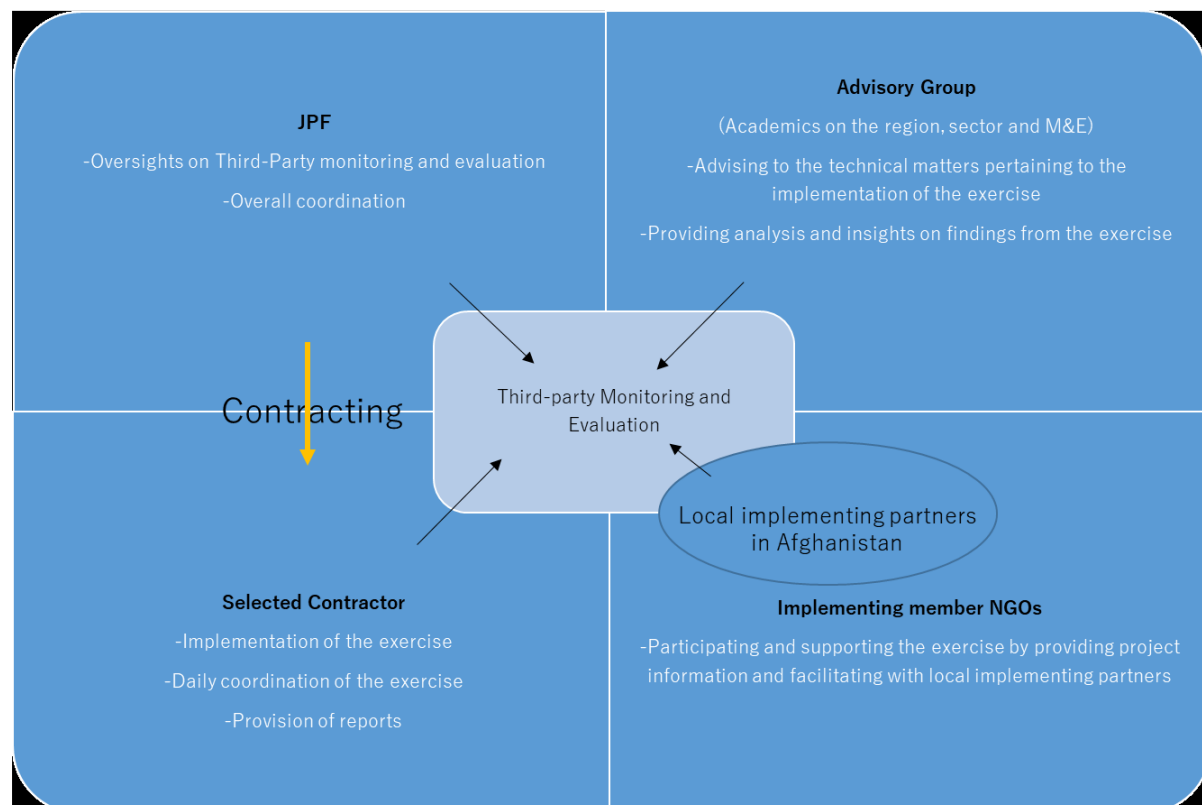 JPF
-Oversights on Third-Party monitoring and evaluation
-Overall coordination
Advisory Group
(Academics on the region, sector and M&E)
-Advising to the technical matters pertaining to the
implementation of the exercise
-Providing analysis and insights on findings from the exercise
Contracting
Third-party Monitoring and
Evaluation
Local implementing partners
in Afghanistan
Selected Contractor
-Implementation of the exercise
-Daily coordination of the exercise
-Provision of reports
Implementing member NGOs
-Participating and supporting the exercise by providing project
information and facilitating with local implementing partners